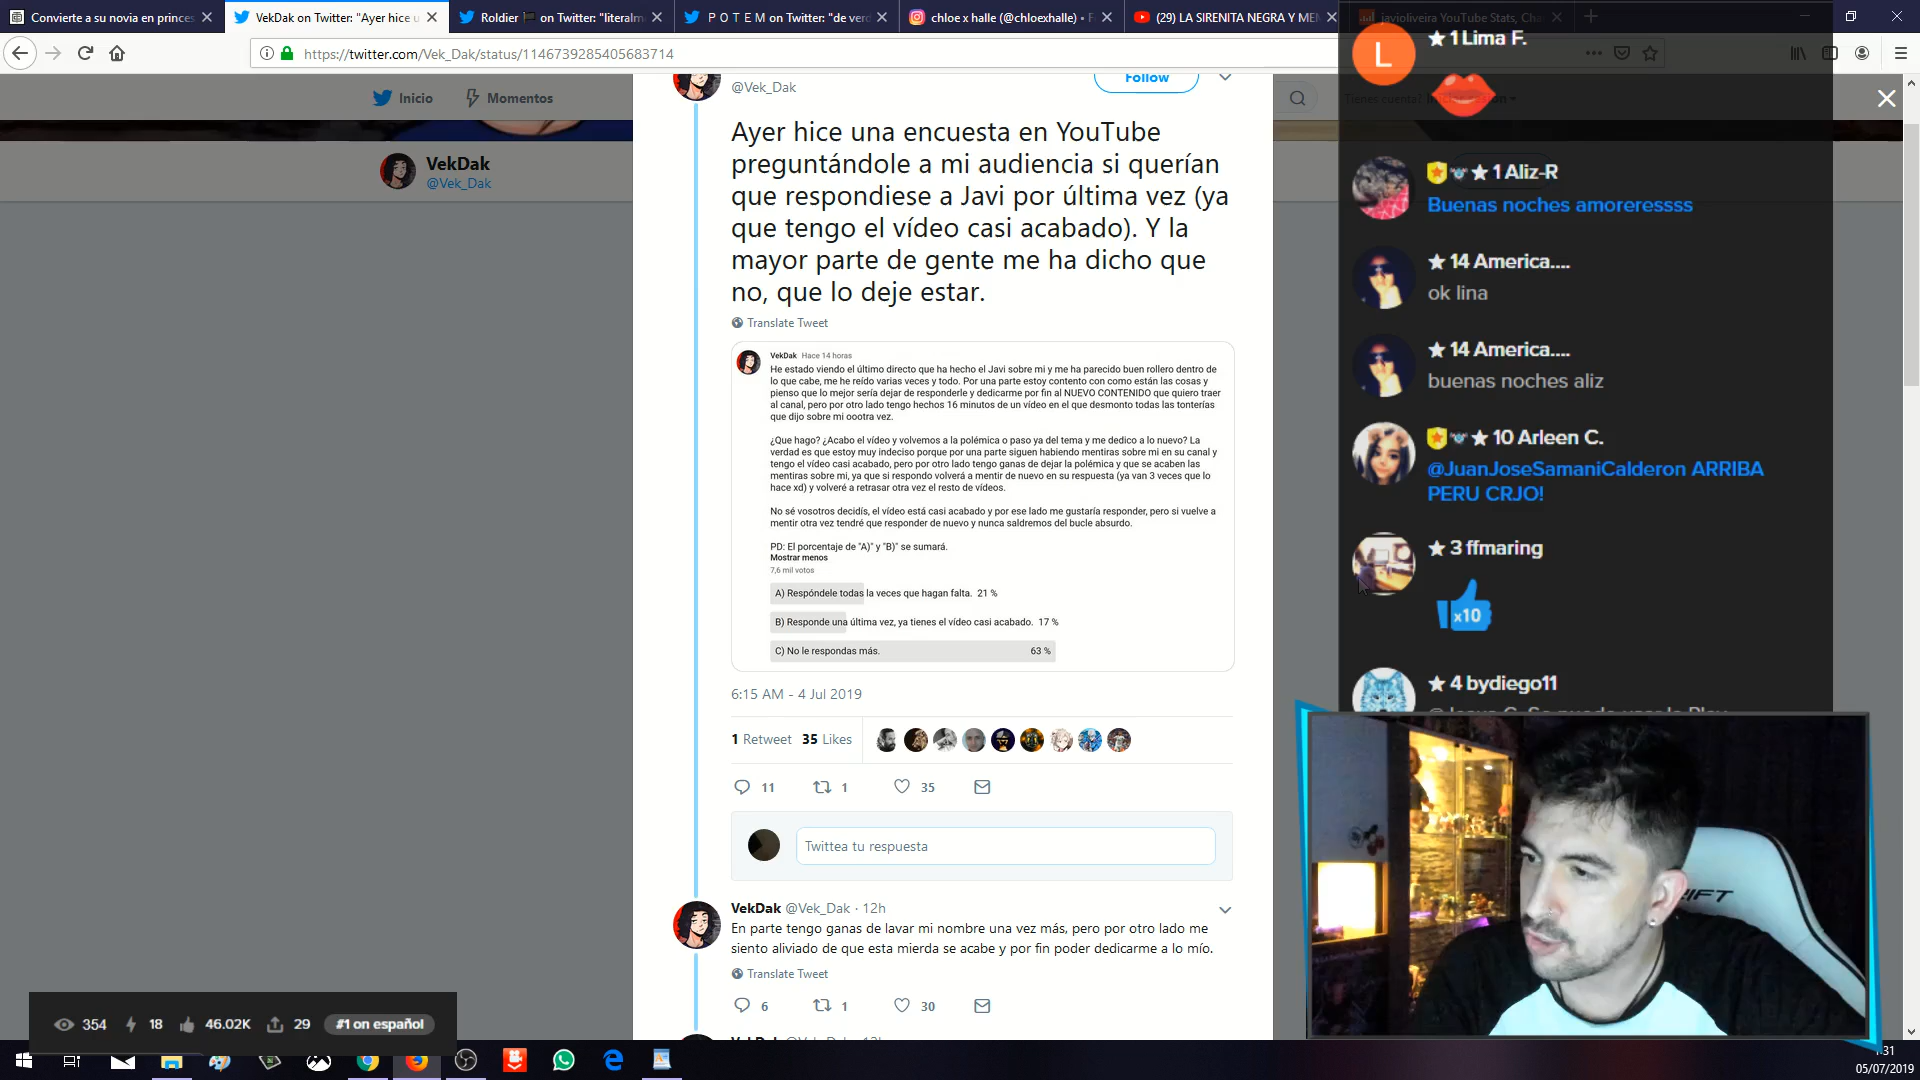 Convierte a su novia en princes
VekDak on Twitter: "Ayer hice u
Roldier on Twitter: "literalm
P O T E M on Twitter: "de verd
chloe x halle (@chloexhalle) •
(29) LA SIRENITA NEGRA Y ME
javioliveira YouTube Stats, Cha
https://twitter.com/Vek_Dak/status/1146739285405683714
Inicio
Momentos
VekDak
@Vek_Dak
@Vek_Dak
Follow
Ayer hice una encuesta en YouTube
preguntándole a mi audiencia si querían
que respondiese a Javi por última vez (ya
que tengo el vídeo casi acabado). Y la
mayor parte de gente me ha dicho que
no, que lo deje estar.
Translate Tweet
VekDak Hace 14 horas
He estado viendo el último directo que ha hecho el Javi sobre mi y me ha parecido buen rollero dentro de
lo que cabe, me he reído varias veces y todo. Por una parte estoy contento con como están las cosas y
pienso que lo mejor sería dejar de responderle y dedicarme por fin al NUEVO CONTENIDO que quiero traer
al canal, pero por otro lado tengo hechos 16 minutos de un vídeo en el que desmonto todas las tonterías
que dijo sobre mi oootra vez.
¿Que hago? ¿Acabo el vídeo y volvemos a la polémica o paso ya del tema y me dedico a lo nuevo? La
verdad es que estoy muy indeciso porque por una parte siguen habiendo mentiras sobre mi en su canal y
tengo el vídeo casi acabado, pero por otro lado tengo ganas de dejar la polémica y que se acaben las
mentiras sobre mi, ya que si respondo volverá a mentir de nuevo en su respuesta (ya van 3 veces que lo
hace xd) y volveré a retrasar otra vez el resto de vídeos.
No sé vosotros decidís, el vídeo está casi acabado y por ese lado me gustaría responder, pero si vuelve a
mentir otra vez tendré que responder de nuevo y nunca saldremos del bucle absurdo.
PD: El porcentaje de "A)" y "B)" se sumará.
Mostrar menos
7,6 mil votos
A) Respóndele todas la veces que hagan falta. 21 %
B) Responde una última vez, ya tienes el vídeo casi acabado. 17 %
C) No le respondas más. 63 %
6:15 AM - 4 Jul 2019
1 Retweet 35 Likes
11 1 35
Twittea tu respuesta
VekDak @Vek_Dak · 12h
En parte tengo ganas de lavar mi nombre una vez más, pero por otro lado me
siento aliviado de que esta mierda se acabe y por fin poder dedicarme a lo mío.
Translate Tweet
6 1 30
L
★ 1 Lima F.
¿Tienes cuenta? Iniciar sesión
★ 1 Aliz-R
Buenas noches amoreressss
★ 14 America....
ok lina
★ 14 America....
buenas noches aliz
★ 10 Arleen C.
@JuanJoseSamaniCalderon ARRIBA
PERU CRJO!
★ 3 ffmaring
x10
★ 4 bydiego11
354 18 46.02K 29 #1 on español
05/07/2019